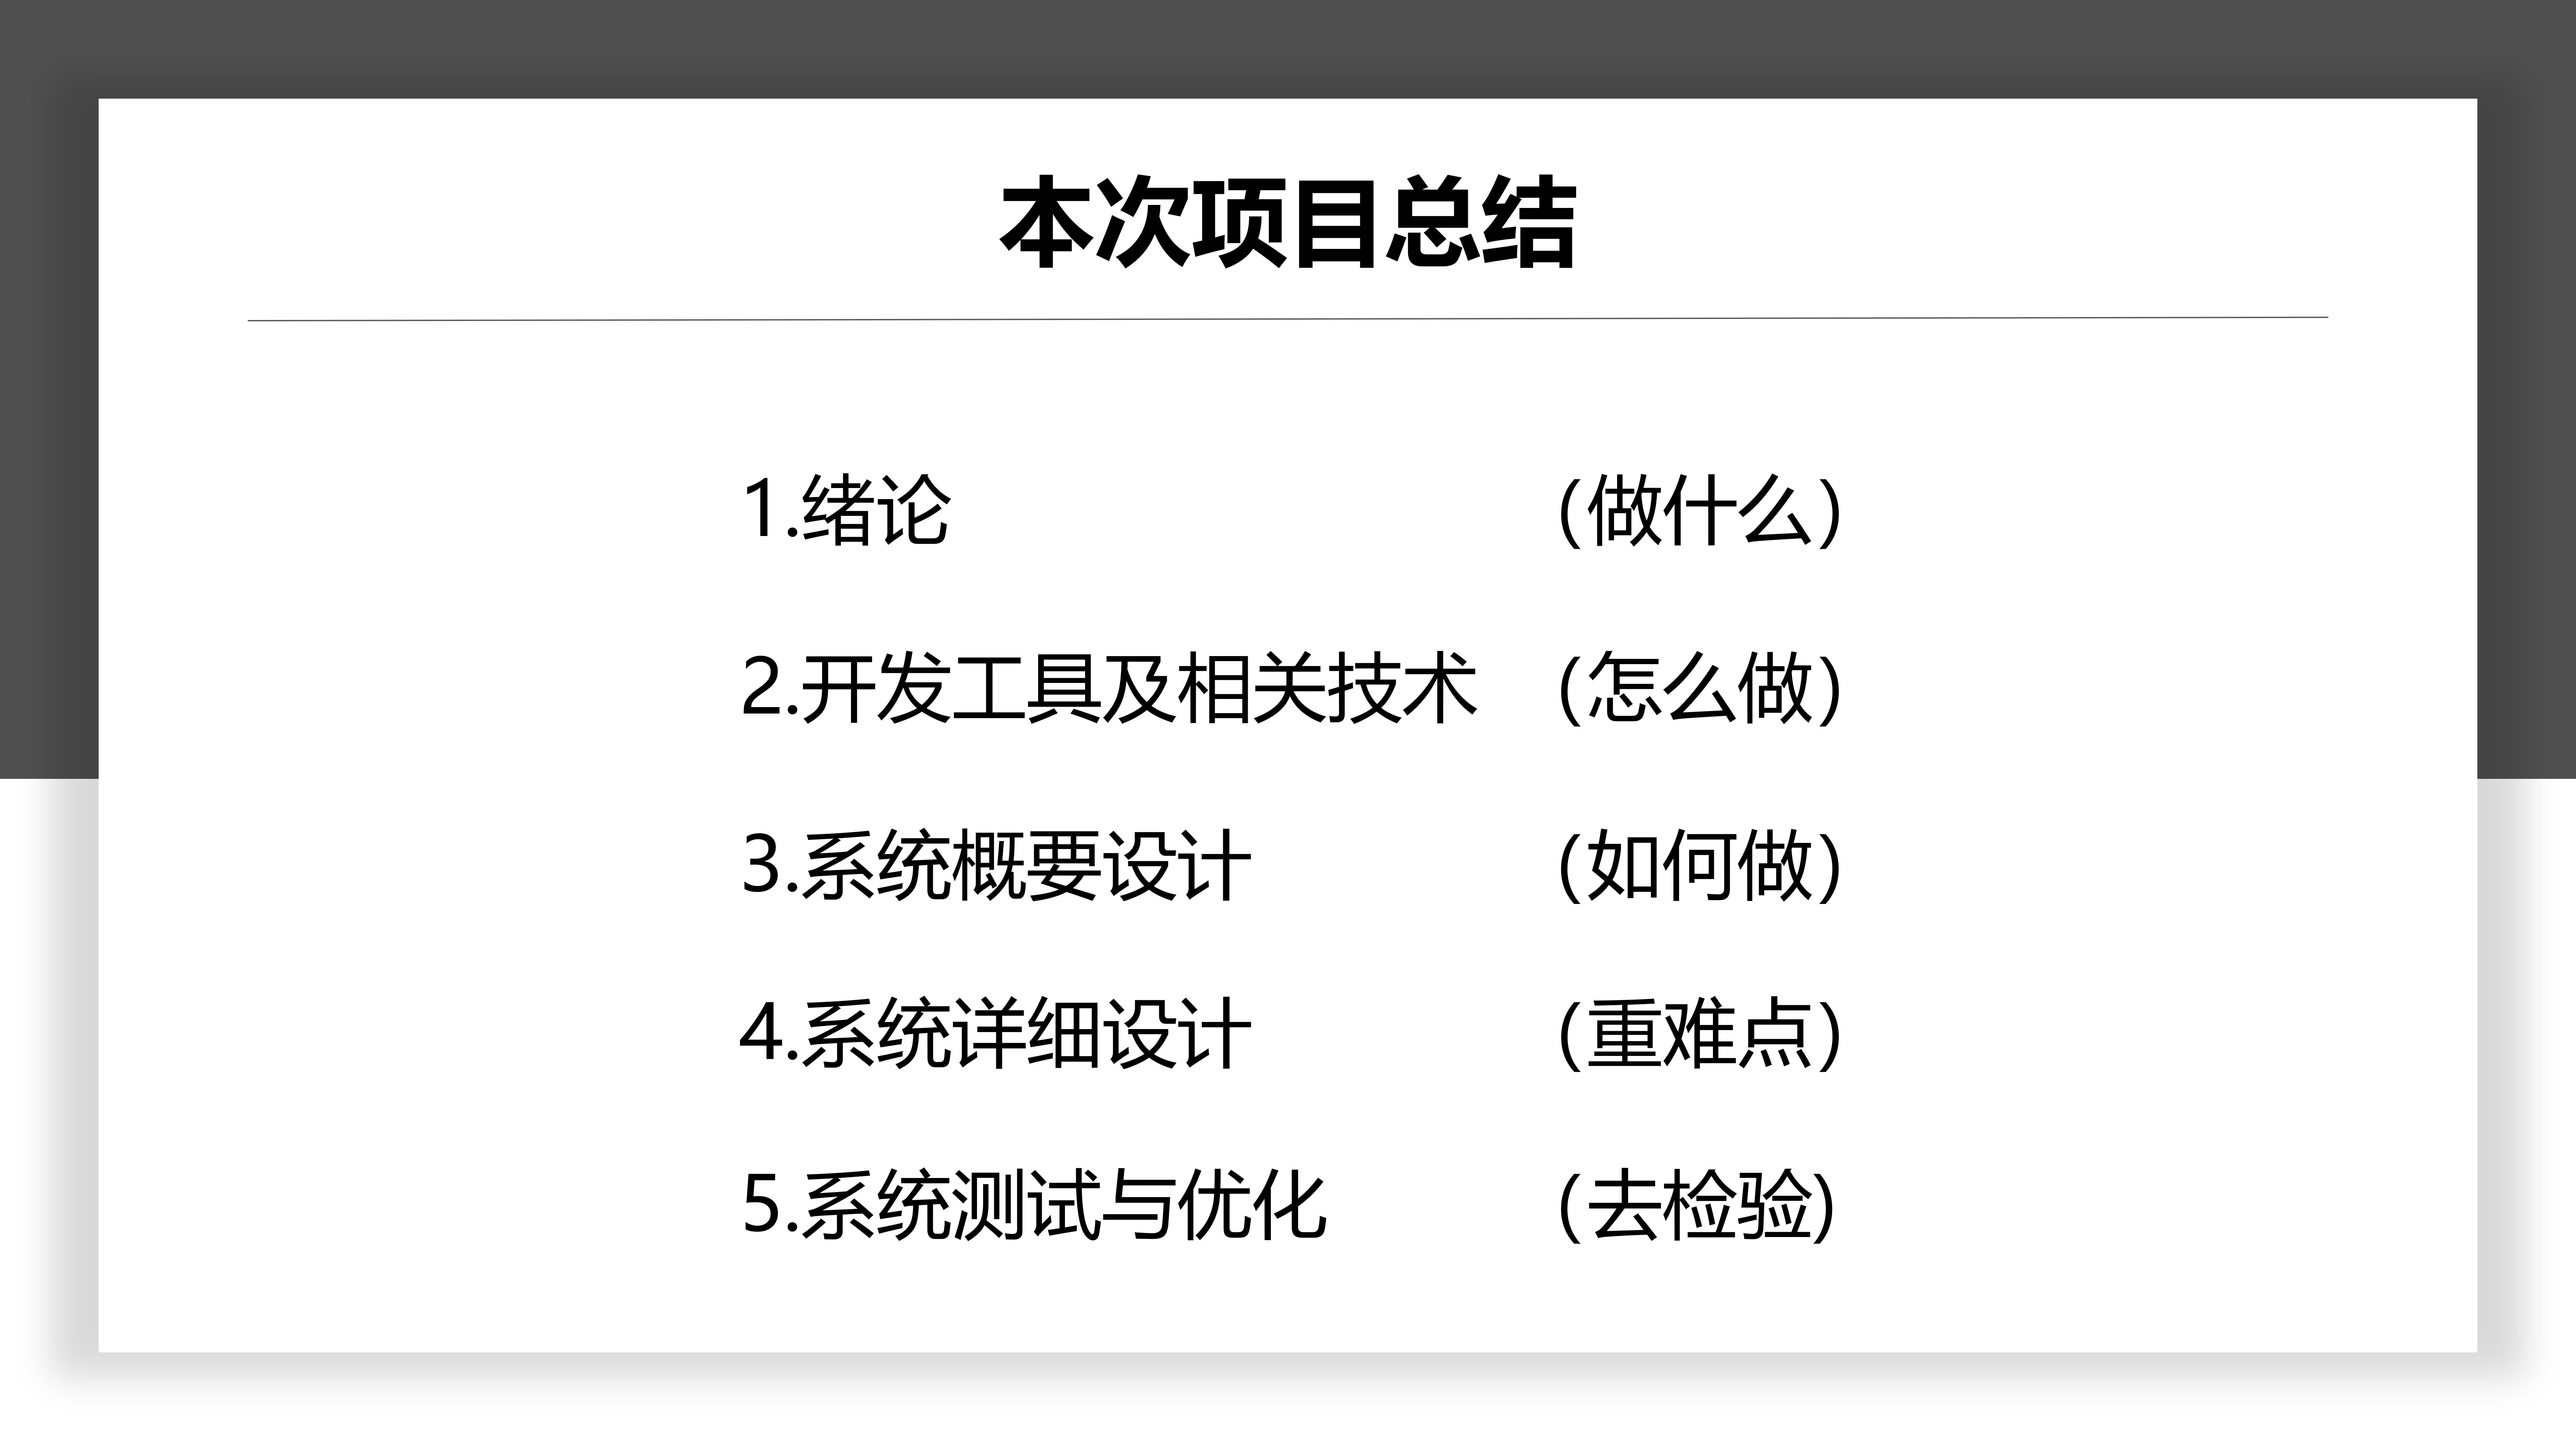 本次项目总结
1.绪论 （做什么）
2.开发工具及相关技术 （怎么做）
3.系统概要设计 （如何做）
4.系统详细设计 （重难点）
5.系统测试与优化 （去检验)